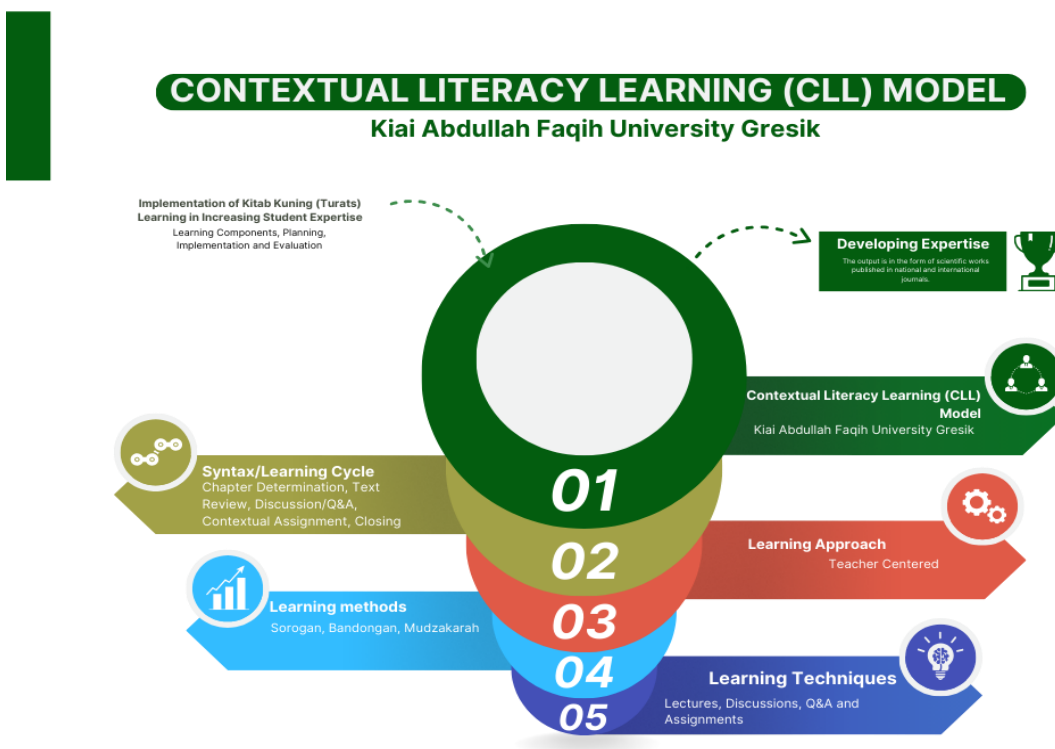 CONTEXTUAL LITERACY LEARNING (CLL) MODEL
Kiai Abdullah Faqih University Gresik
Implementation of Kitab Kuning (Turats)
Learning in Increasing Student Expertise
Learning Components, Planning,
Implementation and Evaluation
Developing Expertise
The output is in the form of scientific works
published in national and international
journals.
Contextual Literacy Learning (CLL)
Model
Kiai Abdullah Faqih University Gresik
01
Syntax/Learning Cycle
Chapter Determination, Text
Review, Discussion/Q&A,
Contextual Assignment, Closing
02
Learning Approach
Teacher Centered
03
Learning methods
Sorogan, Bandongan, Mudzakarah
04
Learning Techniques
Lectures, Discussions, Q&A and
Assignments
05